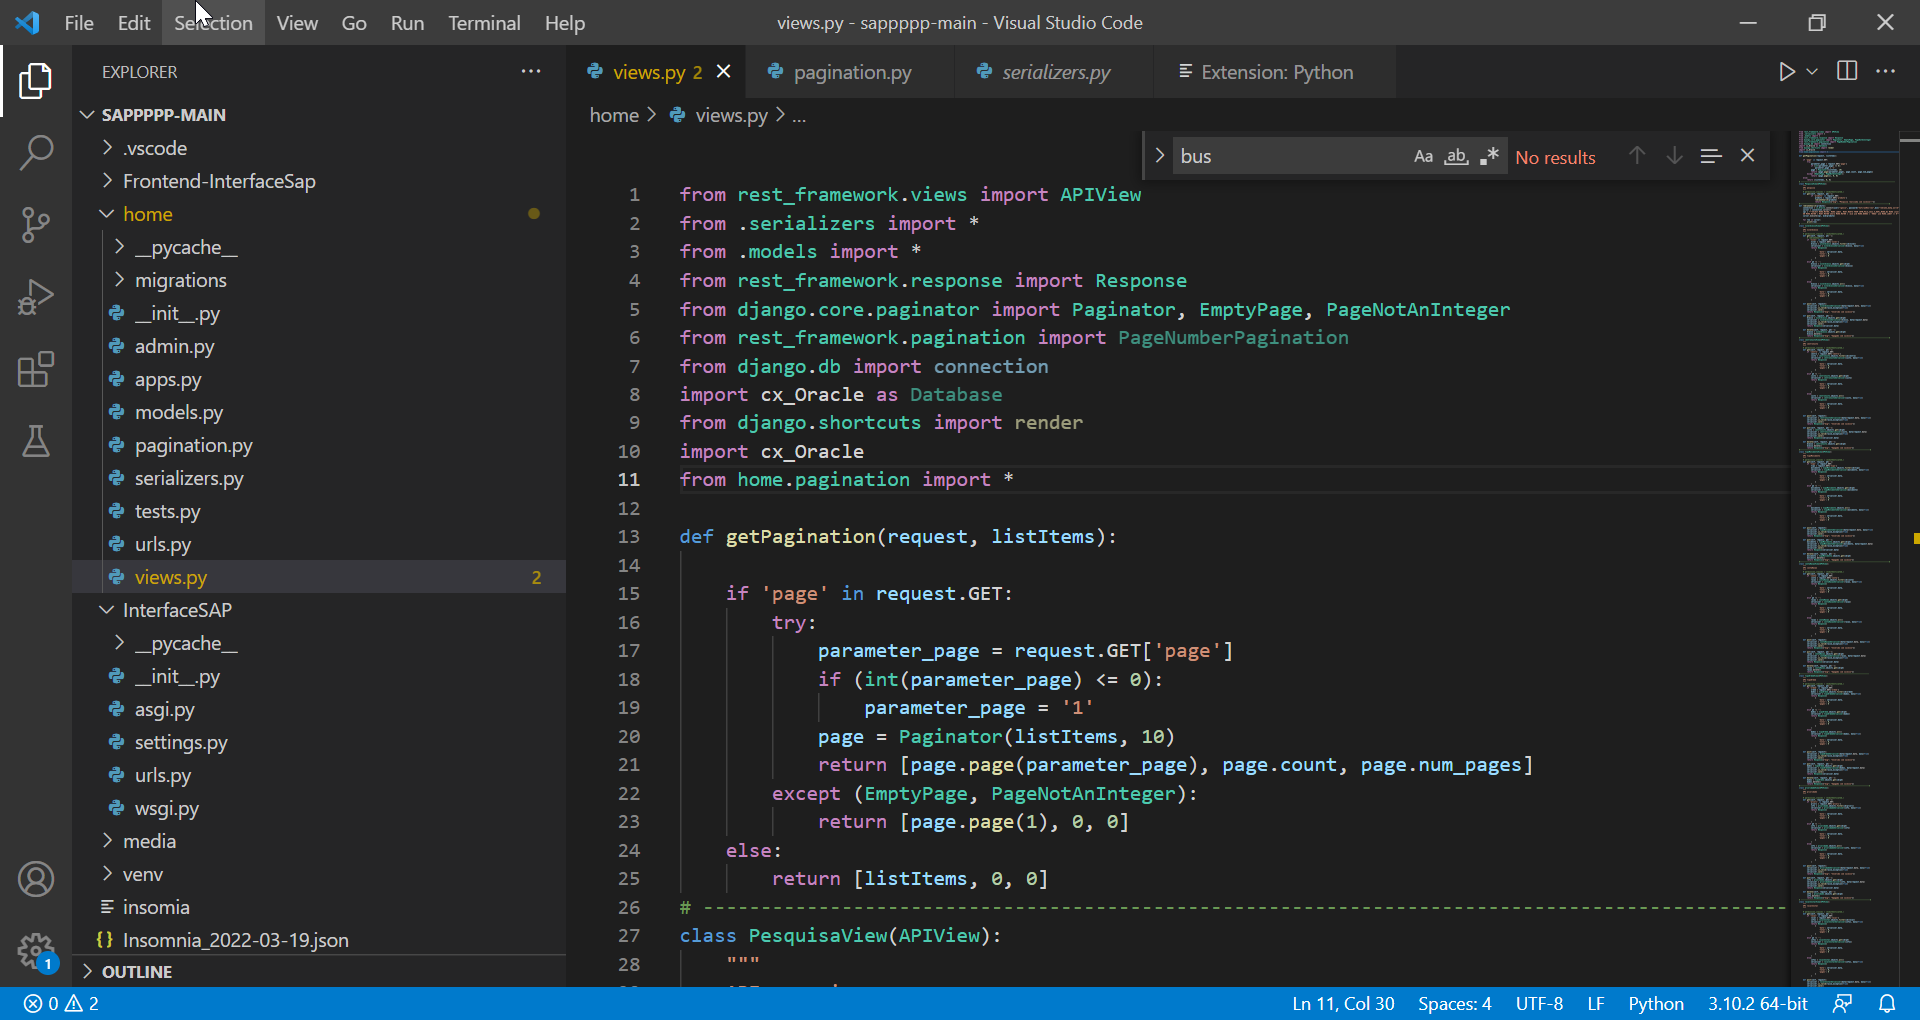 File Edit Selection View Go Run Terminal Help
views.py - sappppp-main - Visual Studio Code
EXPLORER
SAPPPPP-MAIN
.vscode
Frontend-InterfaceSap
home
__pycache__
migrations
__init__.py
admin.py
apps.py
models.py
pagination.py
serializers.py
tests.py
urls.py
views.py 2
InterfaceSAP
__pycache__
__init__.py
asgi.py
settings.py
urls.py
wsgi.py
media
venv
insomia
{} Insomnia_2022-03-19.json
OUTLINE
1
views.py 2 pagination.py serializers.py Extension: Python
home > views.py > ...
bus Aa ab .* No results
1 from rest_framework.views import APIView
2 from .serializers import *
3 from .models import *
4 from rest_framework.response import Response
5 from django.core.paginator import Paginator, EmptyPage, PageNotAnInteger
6 from rest_framework.pagination import PageNumberPagination
7 from django.db import connection
8 import cx_Oracle as Database
9 from django.shortcuts import render
10 import cx_Oracle
11 from home.pagination import *
12
13 def getPagination(request, listItems):
14
15 if 'page' in request.GET:
16 try:
17 parameter_page = request.GET['page']
18 if (int(parameter_page) <= 0):
19 parameter_page = '1'
20 page = Paginator(listItems, 10)
21 return [page.page(parameter_page), page.count, page.num_pages]
22 except (EmptyPage, PageNotAnInteger):
23 return [page.page(1), 0, 0]
24 else:
25 return [listItems, 0, 0]
26 # ----------------------------------------------------------------------------------------------
27 class PesquisaView(APIView):
28 """
0 2 Ln 11, Col 30 Spaces: 4 UTF-8 LF Python 3.10.2 64-bit